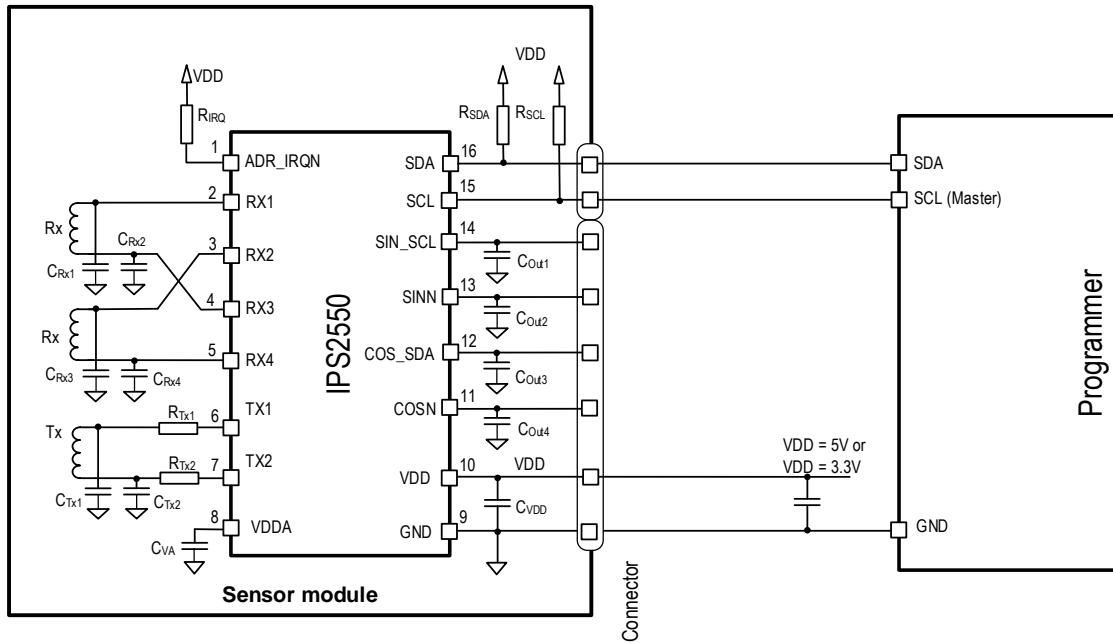 VDD
VDD
RIRQ
RSDA
RSCL
1
ADR_IRQN
16
SDA
SDA
2
RX1
15
SCL
SCL (Master)
Rx
CRx1
CRx2
14
SIN_SCL
COut1
3
RX2
13
SINN
COut2
4
RX3
IPS2550
12
COS_SDA
COut3
Rx
CRx3
CRx4
5
RX4
11
COSN
COut4
Programmer
TX1
6
RTx1
Tx
TX2
7
RTx2
CTx1
CTx2
10
VDD
VDD
CVDD
VDD = 5V or
VDD = 3.3V
8
VDDA
CVA
9
GND
GND
Sensor module
Connector